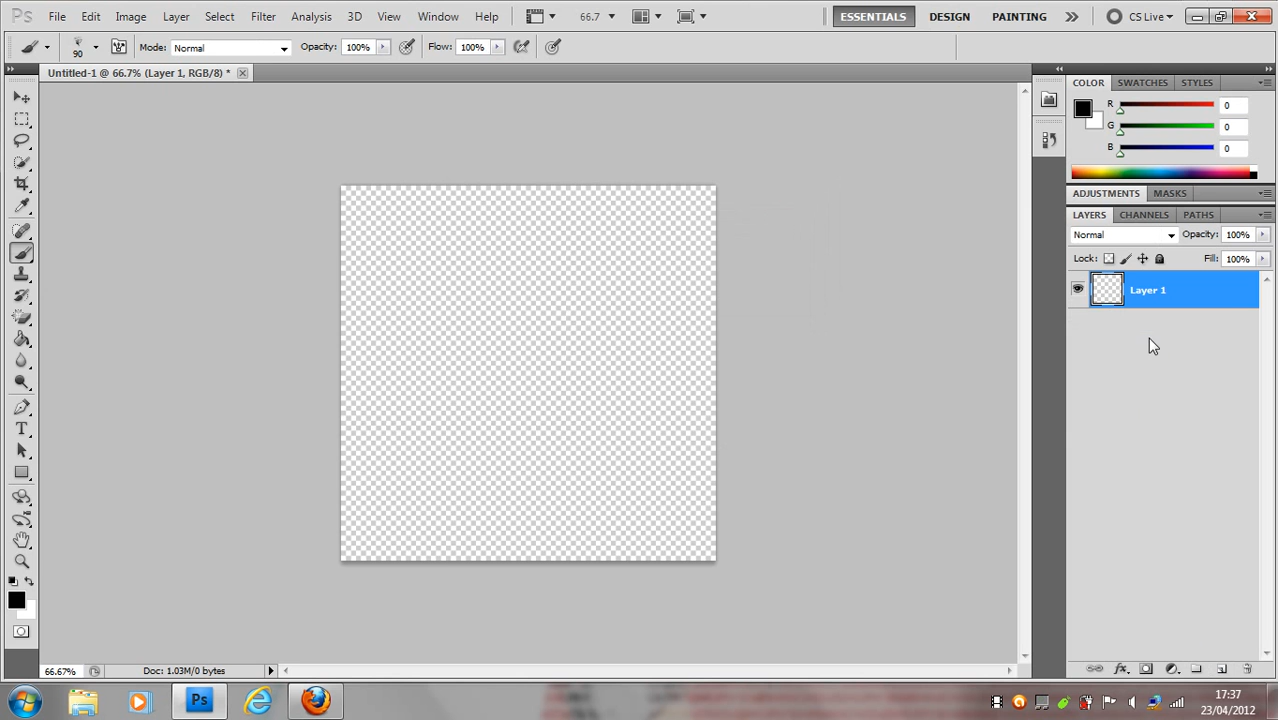 Ps File Edit Image Layer Select Filter Analysis 3D View Window Help 66.7 ESSENTIALS DESIGN PAINTING CS Live
90 Mode: Normal Opacity: 100% Flow: 100%
Untitled-1 @ 66.7% (Layer 1, RGB/8) *
COLOR SWATCHES STYLES
R 0
G 0
B 0
ADJUSTMENTS MASKS
LAYERS CHANNELS PATHS
Normal Opacity: 100%
Lock: Fill: 100%
Layer 1
T
66.67% Doc: 1.03M/0 bytes
fx
Ps
17:37
23/04/2012